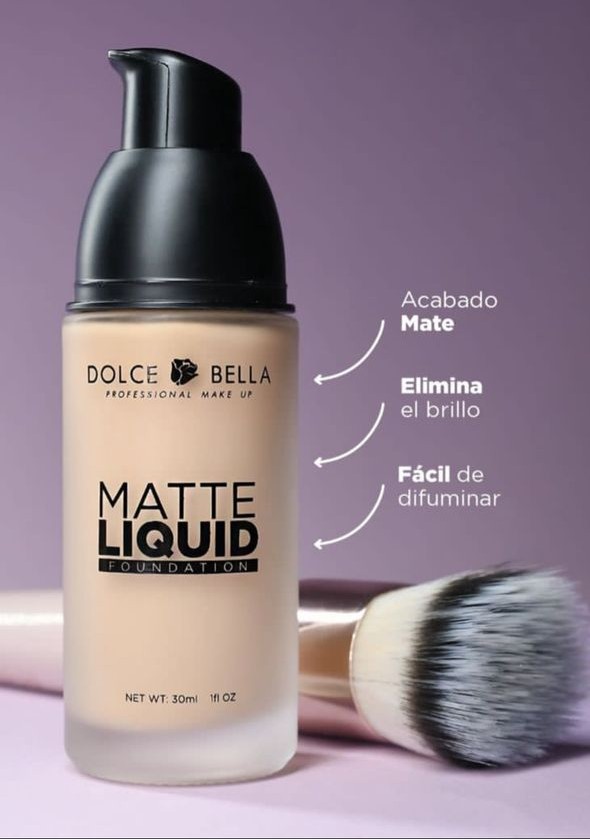 DOLCE BELLA
PROFESSIONAL MAKE UP
MATTE
LIQUID
FOUNDATION
NET WT: 30ml 1fl OZ
Acabado
Mate
Elimina
el brillo
Fácil de
difuminar